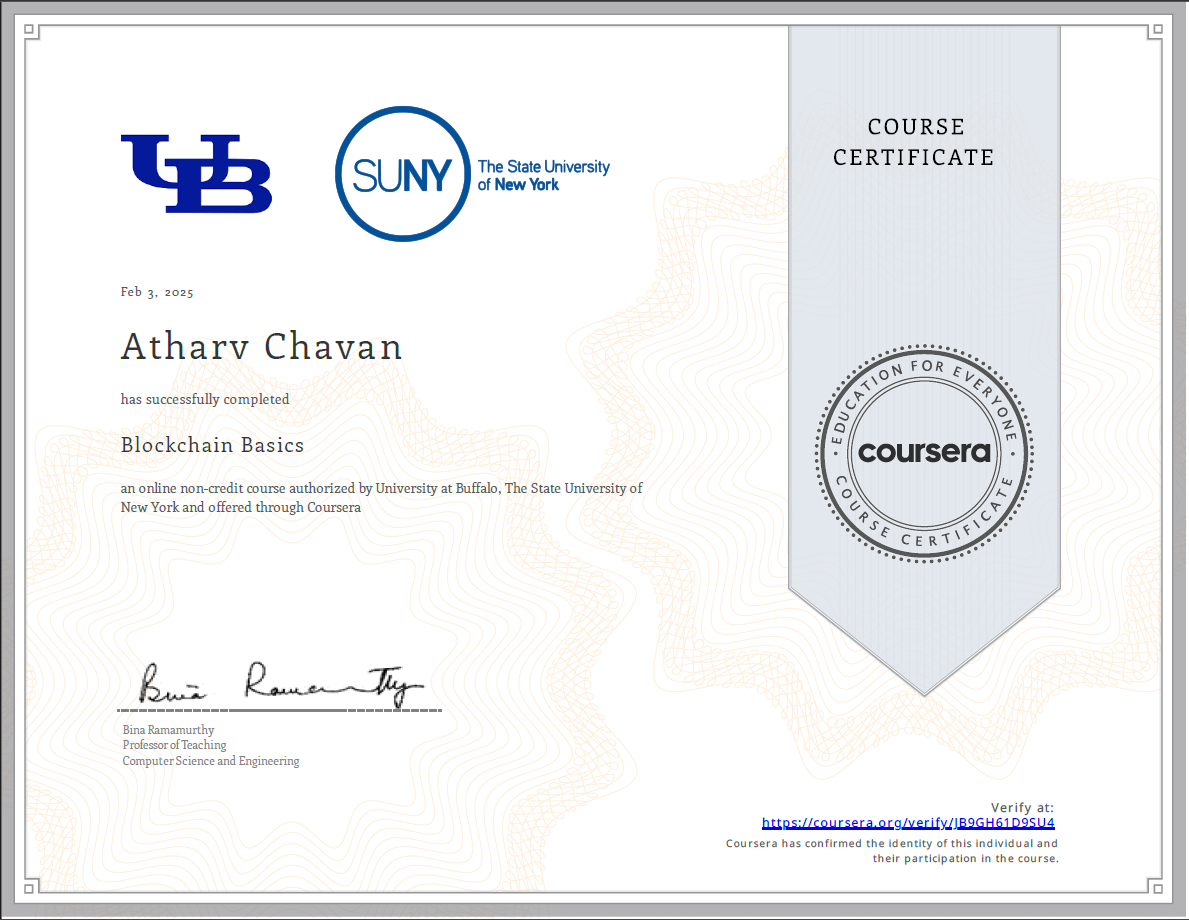 UB
SUNY
The State University
of New York
COURSE
CERTIFICATE
Feb 3, 2025
Atharv Chavan
has successfully completed
Blockchain Basics
an online non-credit course authorized by University at Buffalo, The State University of
New York and offered through Coursera
EDUCATION FOR EVERYONE
coursera
COURSE CERTIFICATE
Bina Ramamurthy
Bina Ramamurthy
Professor of Teaching
Computer Science and Engineering
Verify at:
https://coursera.org/verify/JB9GH61D9SU4
Coursera has confirmed the identity of this individual and
their participation in the course.